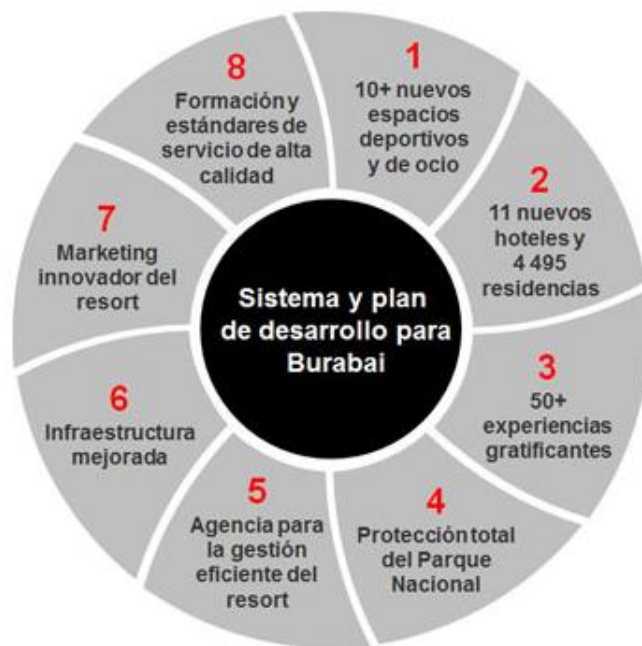 Sistema y plan
de desarrollo para
Burabai
1
10+ nuevos
espacios
deportivos
y de ocio
2
11 nuevos
hoteles y
4 495
residencias
3
50+
experiencias
gratificantes
4
Protección total
del Parque
Nacional
5
Agencia para
la gestión
eficiente del
resort
6
Infraestructura
mejorada
7
Marketing
innovador del
resort
8
Formación y
estándares de
servicio de alta
calidad